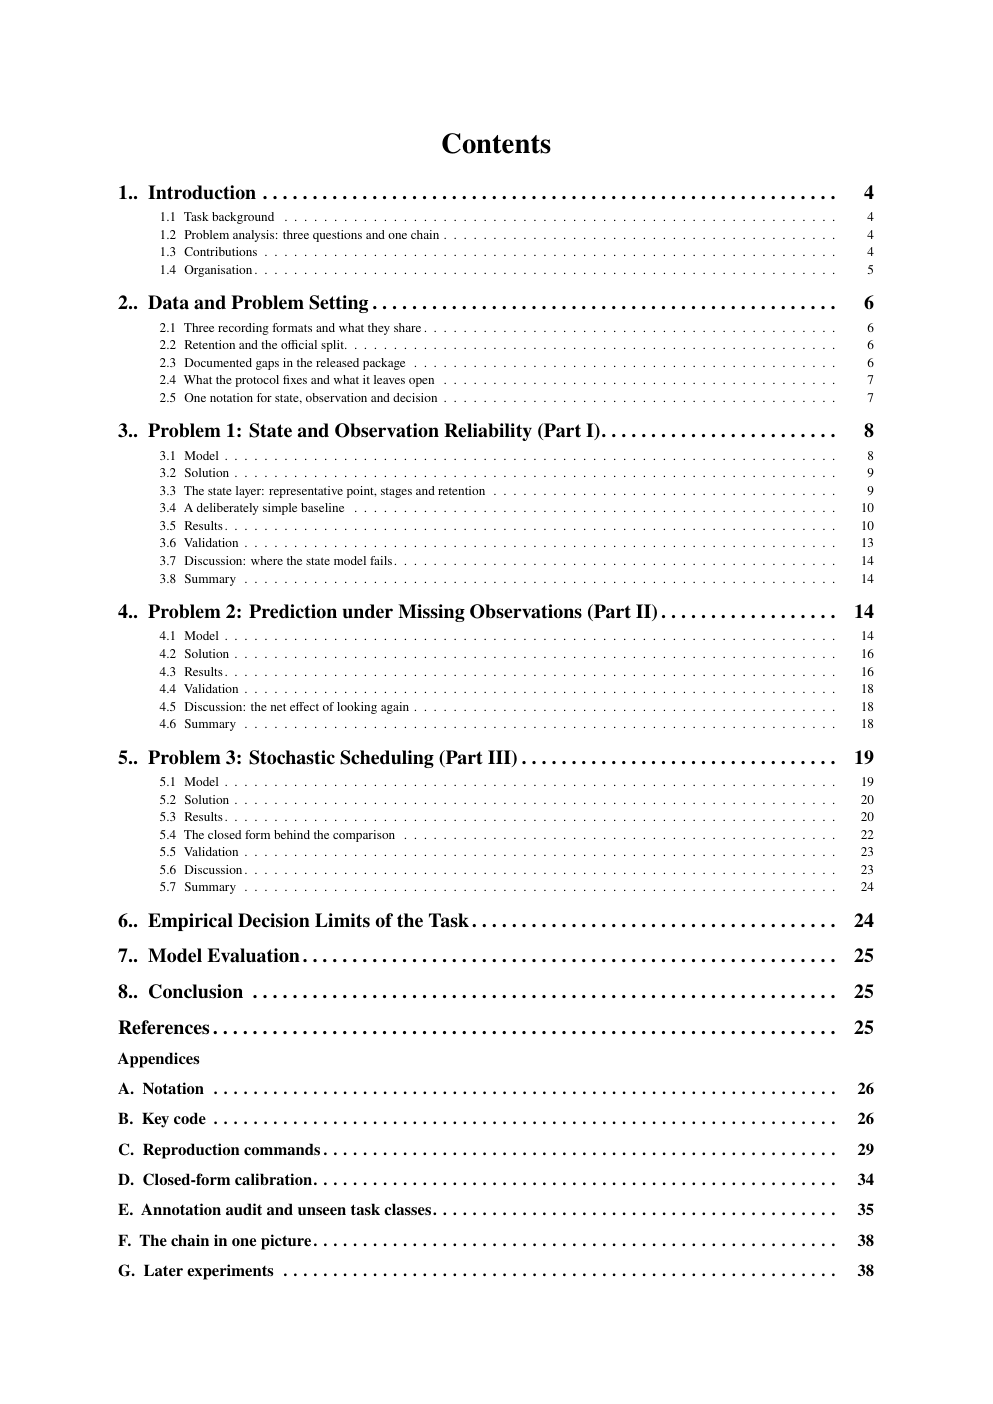 Contents
1.. Introduction 4
1.1 Task background 4
1.2 Problem analysis: three questions and one chain 4
1.3 Contributions 4
1.4 Organisation 5
2.. Data and Problem Setting 6
2.1 Three recording formats and what they share 6
2.2 Retention and the official split 6
2.3 Documented gaps in the released package 6
2.4 What the protocol fixes and what it leaves open 7
2.5 One notation for state, observation and decision 7
3.. Problem 1: State and Observation Reliability (Part I) 8
3.1 Model 8
3.2 Solution 9
3.3 The state layer: representative point, stages and retention 9
3.4 A deliberately simple baseline 10
3.5 Results 10
3.6 Validation 13
3.7 Discussion: where the state model fails 14
3.8 Summary 14
4.. Problem 2: Prediction under Missing Observations (Part II) 14
4.1 Model 14
4.2 Solution 16
4.3 Results 16
4.4 Validation 18
4.5 Discussion: the net effect of looking again 18
4.6 Summary 18
5.. Problem 3: Stochastic Scheduling (Part III) 19
5.1 Model 19
5.2 Solution 20
5.3 Results 20
5.4 The closed form behind the comparison 22
5.5 Validation 23
5.6 Discussion 23
5.7 Summary 24
6.. Empirical Decision Limits of the Task 24
7.. Model Evaluation 25
8.. Conclusion 25
References 25
Appendices
A. Notation 26
B. Key code 26
C. Reproduction commands 29
D. Closed-form calibration 34
E. Annotation audit and unseen task classes 35
F. The chain in one picture 38
G. Later experiments 38